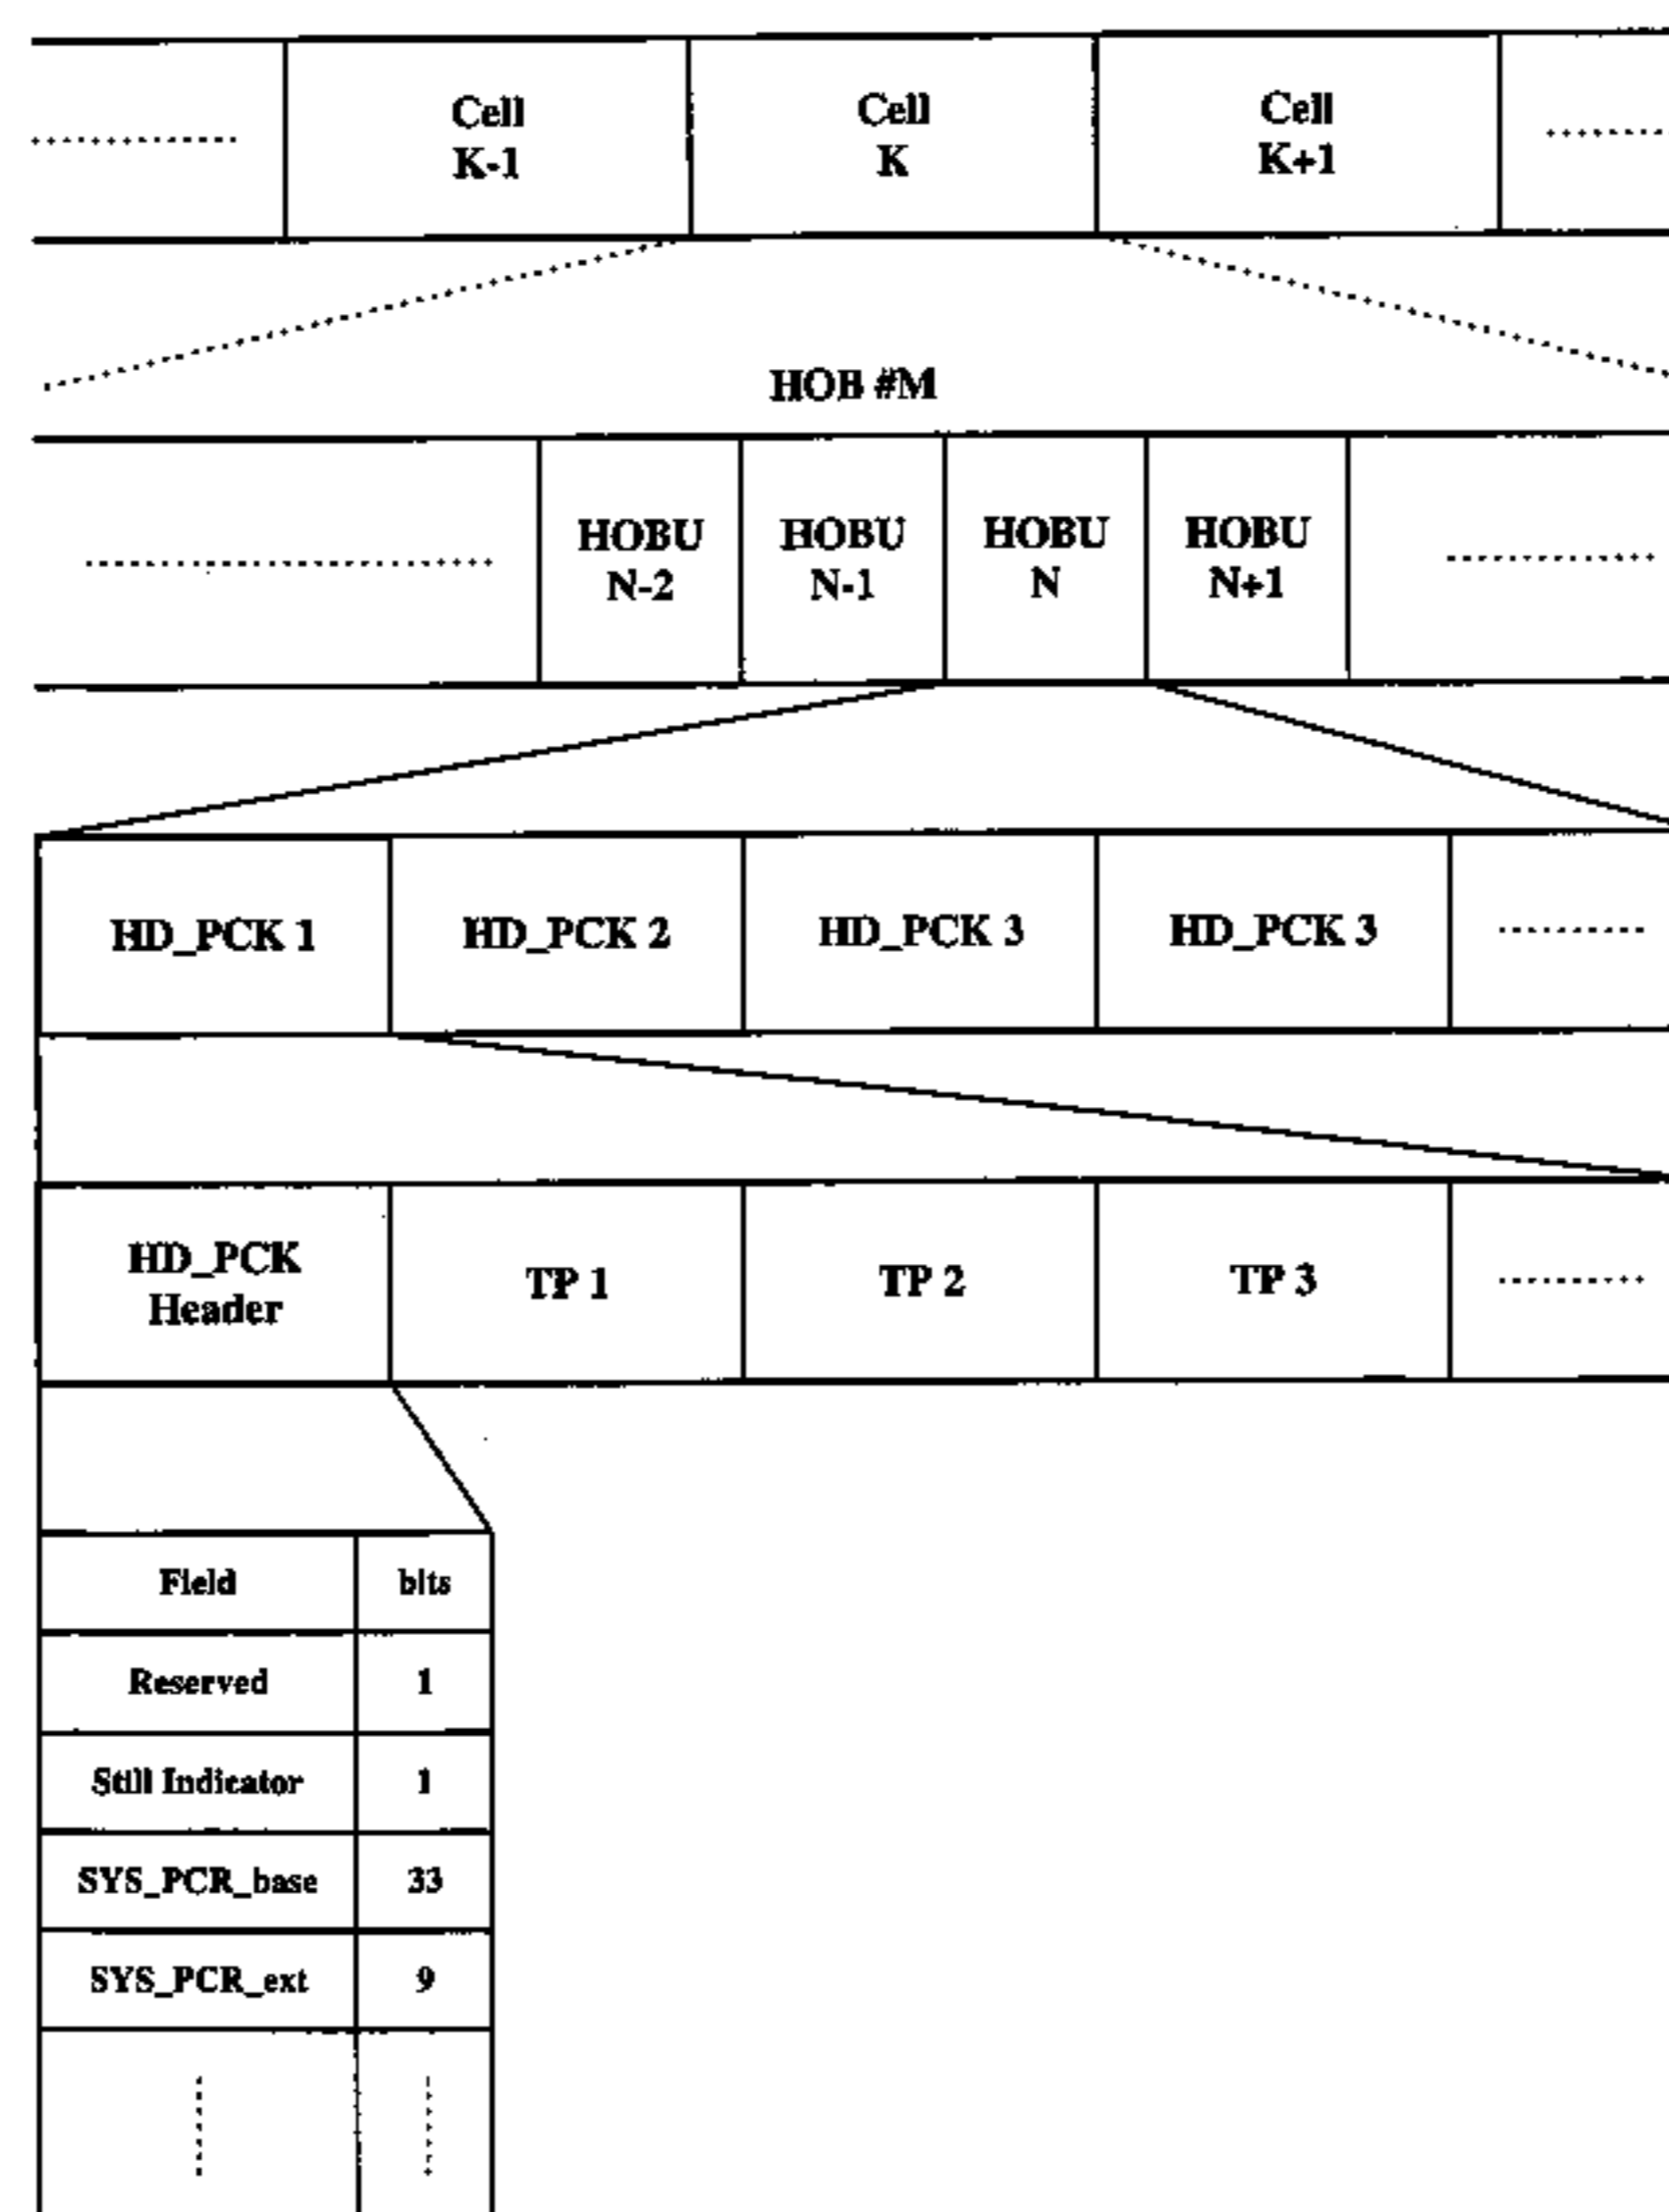 Cell
K-1
Cell
K
Cell
K+1
HOB #M
HOBU
N-2
HOBU
N-1
HOBU
N
HOBU
N+1
HD_PCK 1
HD_PCK 2
HD_PCK 3
HD_PCK 3
HD_PCK
Header
TP 1
TP 2
TP 3
Field bits
Reserved 1
Still Indicator 1
SYS_PCR_base 33
SYS_PCR_ext 9